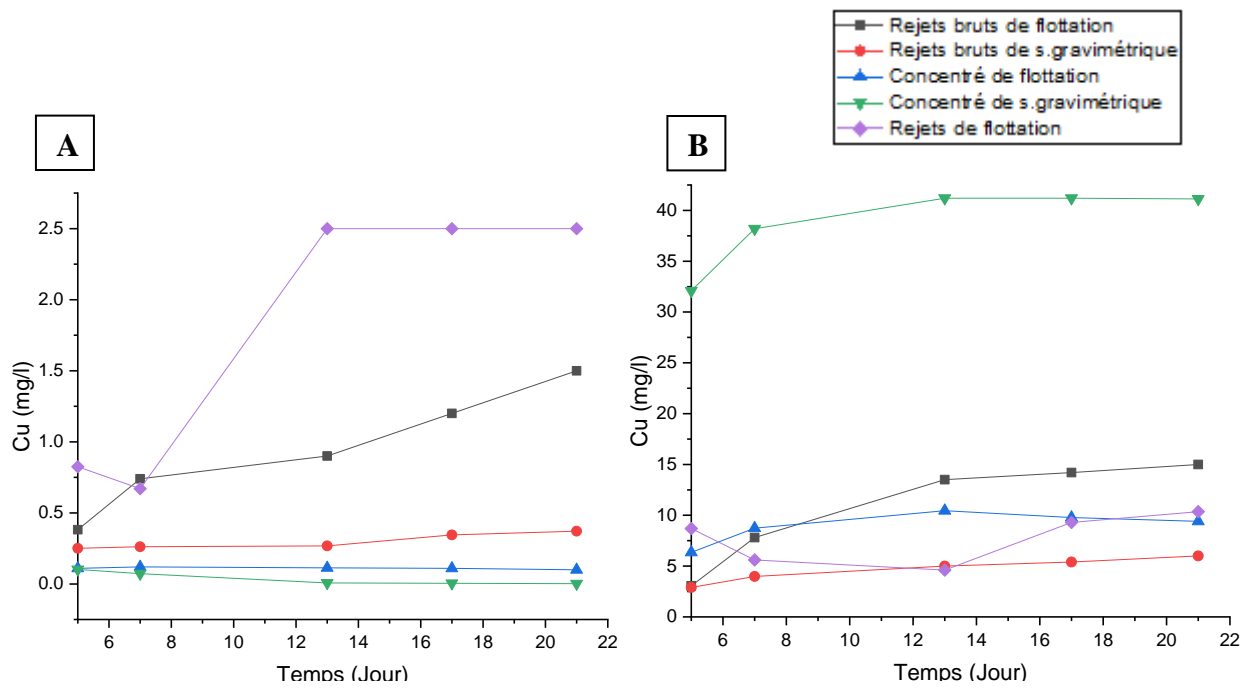 Rejets bruts de flottation
Rejets bruts de s.gravimétrique
Concentré de flottation
Concentré de s.gravimétrique
Rejets de flottation
A
2.5
2.0
1.5
1.0
0.5
0.0
Cu (mg/l)
6 8 10 12 14 16 18 20 22
Temps (Jour)
B
40
35
30
25
20
15
10
5
0
Cu (mg/l)
6 8 10 12 14 16 18 20 22
Temps (Jour)